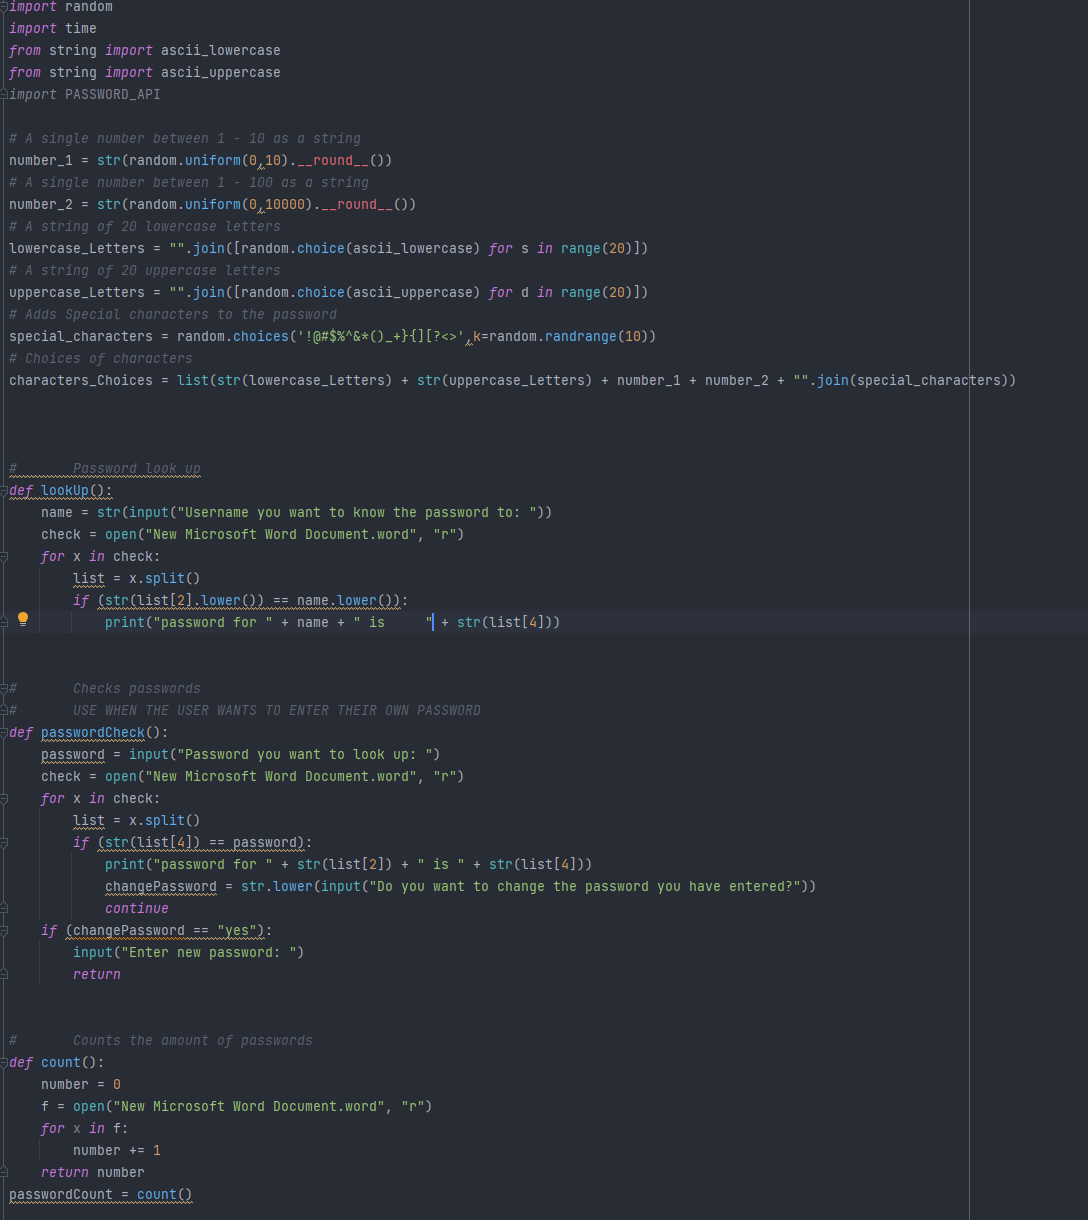 import random
import time
from string import ascii_lowercase
from string import ascii_uppercase
import PASSWORD_API
# A single number between 1 - 10 as a string
number_1 = str(random.uniform(0,10).__round__())
# A single number between 1 - 100 as a string
number_2 = str(random.uniform(0,10000).__round__())
# A string of 20 lowercase letters
lowercase_Letters = "".join([random.choice(ascii_lowercase) for s in range(20)])
# A string of 20 uppercase letters
uppercase_Letters = "".join([random.choice(ascii_uppercase) for d in range(20)])
# Adds Special characters to the password
special_characters = random.choices('!@#$%^&*()_+}{][?<>',k=random.randrange(10))
# Choices of characters
characters_Choices = list(str(lowercase_Letters) + str(uppercase_Letters) + number_1 + number_2 + "".join(special_characters))
#       Password look up
def lookUp():
    name = str(input("Username you want to know the password to: "))
    check = open("New Microsoft Word Document.word", "r")
    for x in check:
        list = x.split()
        if (str(list[2].lower()) == name.lower()):
            print("password for " + name + " is     " + str(list[4]))
#       Checks passwords
#       USE WHEN THE USER WANTS TO ENTER THEIR OWN PASSWORD
def passwordCheck():
    password = input("Password you want to look up: ")
    check = open("New Microsoft Word Document.word", "r")
    for x in check:
        list = x.split()
        if (str(list[4]) == password):
            print("password for " + str(list[2]) + " is " + str(list[4]))
            changePassword = str.lower(input("Do you want to change the password you have entered?"))
            continue
    if (changePassword == "yes"):
        input("Enter new password: ")
        return
#       Counts the amount of passwords
def count():
    number = 0
    f = open("New Microsoft Word Document.word", "r")
    for x in f:
        number += 1
    return number
passwordCount = count()